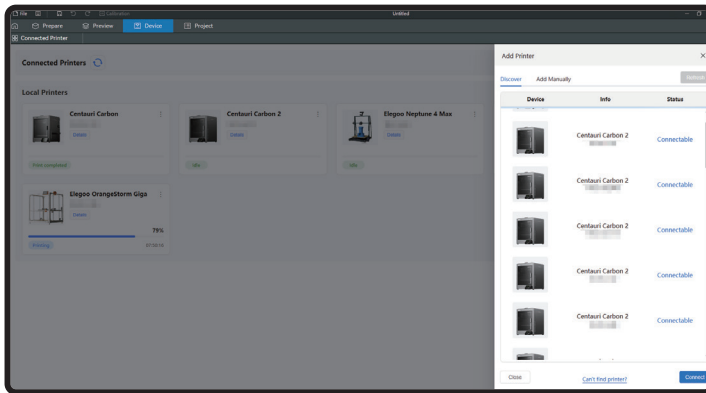 File
Calibration
Untitled
Prepare
Preview
Device
Project
Connected Printer
Connected Printers
Local Printers
Centauri Carbon
Details
Print completed
Centauri Carbon 2
Details
Idle
Elegoo Neptune 4 Max
Details
Idle
Elegoo OrangeStorm Giga
Details
79%
Printing
Add Printer
Discover
Add Manually
Refresh
Device Info Status
Centauri Carbon 2
Connectable
Centauri Carbon 2
Connectable
Centauri Carbon 2
Connectable
Centauri Carbon 2
Connectable
Centauri Carbon 2
Connectable
Close
Can't find printer?
Connect